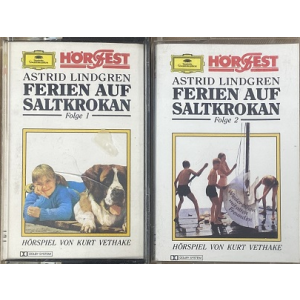 HÖRFEST
ASTRID LINDGREN
FERIEN AUF
SALTKROKAN
Folge 1
HÖRSPIEL VON KURT VETHAKE
HÖRFEST
ASTRID LINDGREN
FERIEN AUF
SALTKROKAN
Folge 2
HÖRSPIEL VON KURT VETHAKE